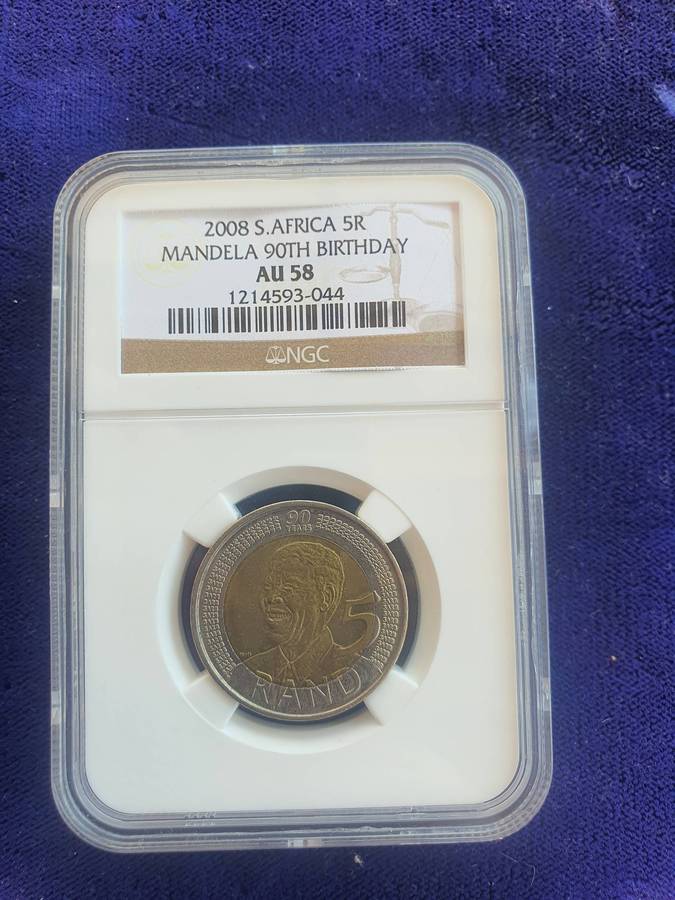 2008 S.AFRICA 5R
MANDELA 90TH BIRTHDAY
AU 58
1214593-044
NGC
90
YEARS
5
RAND